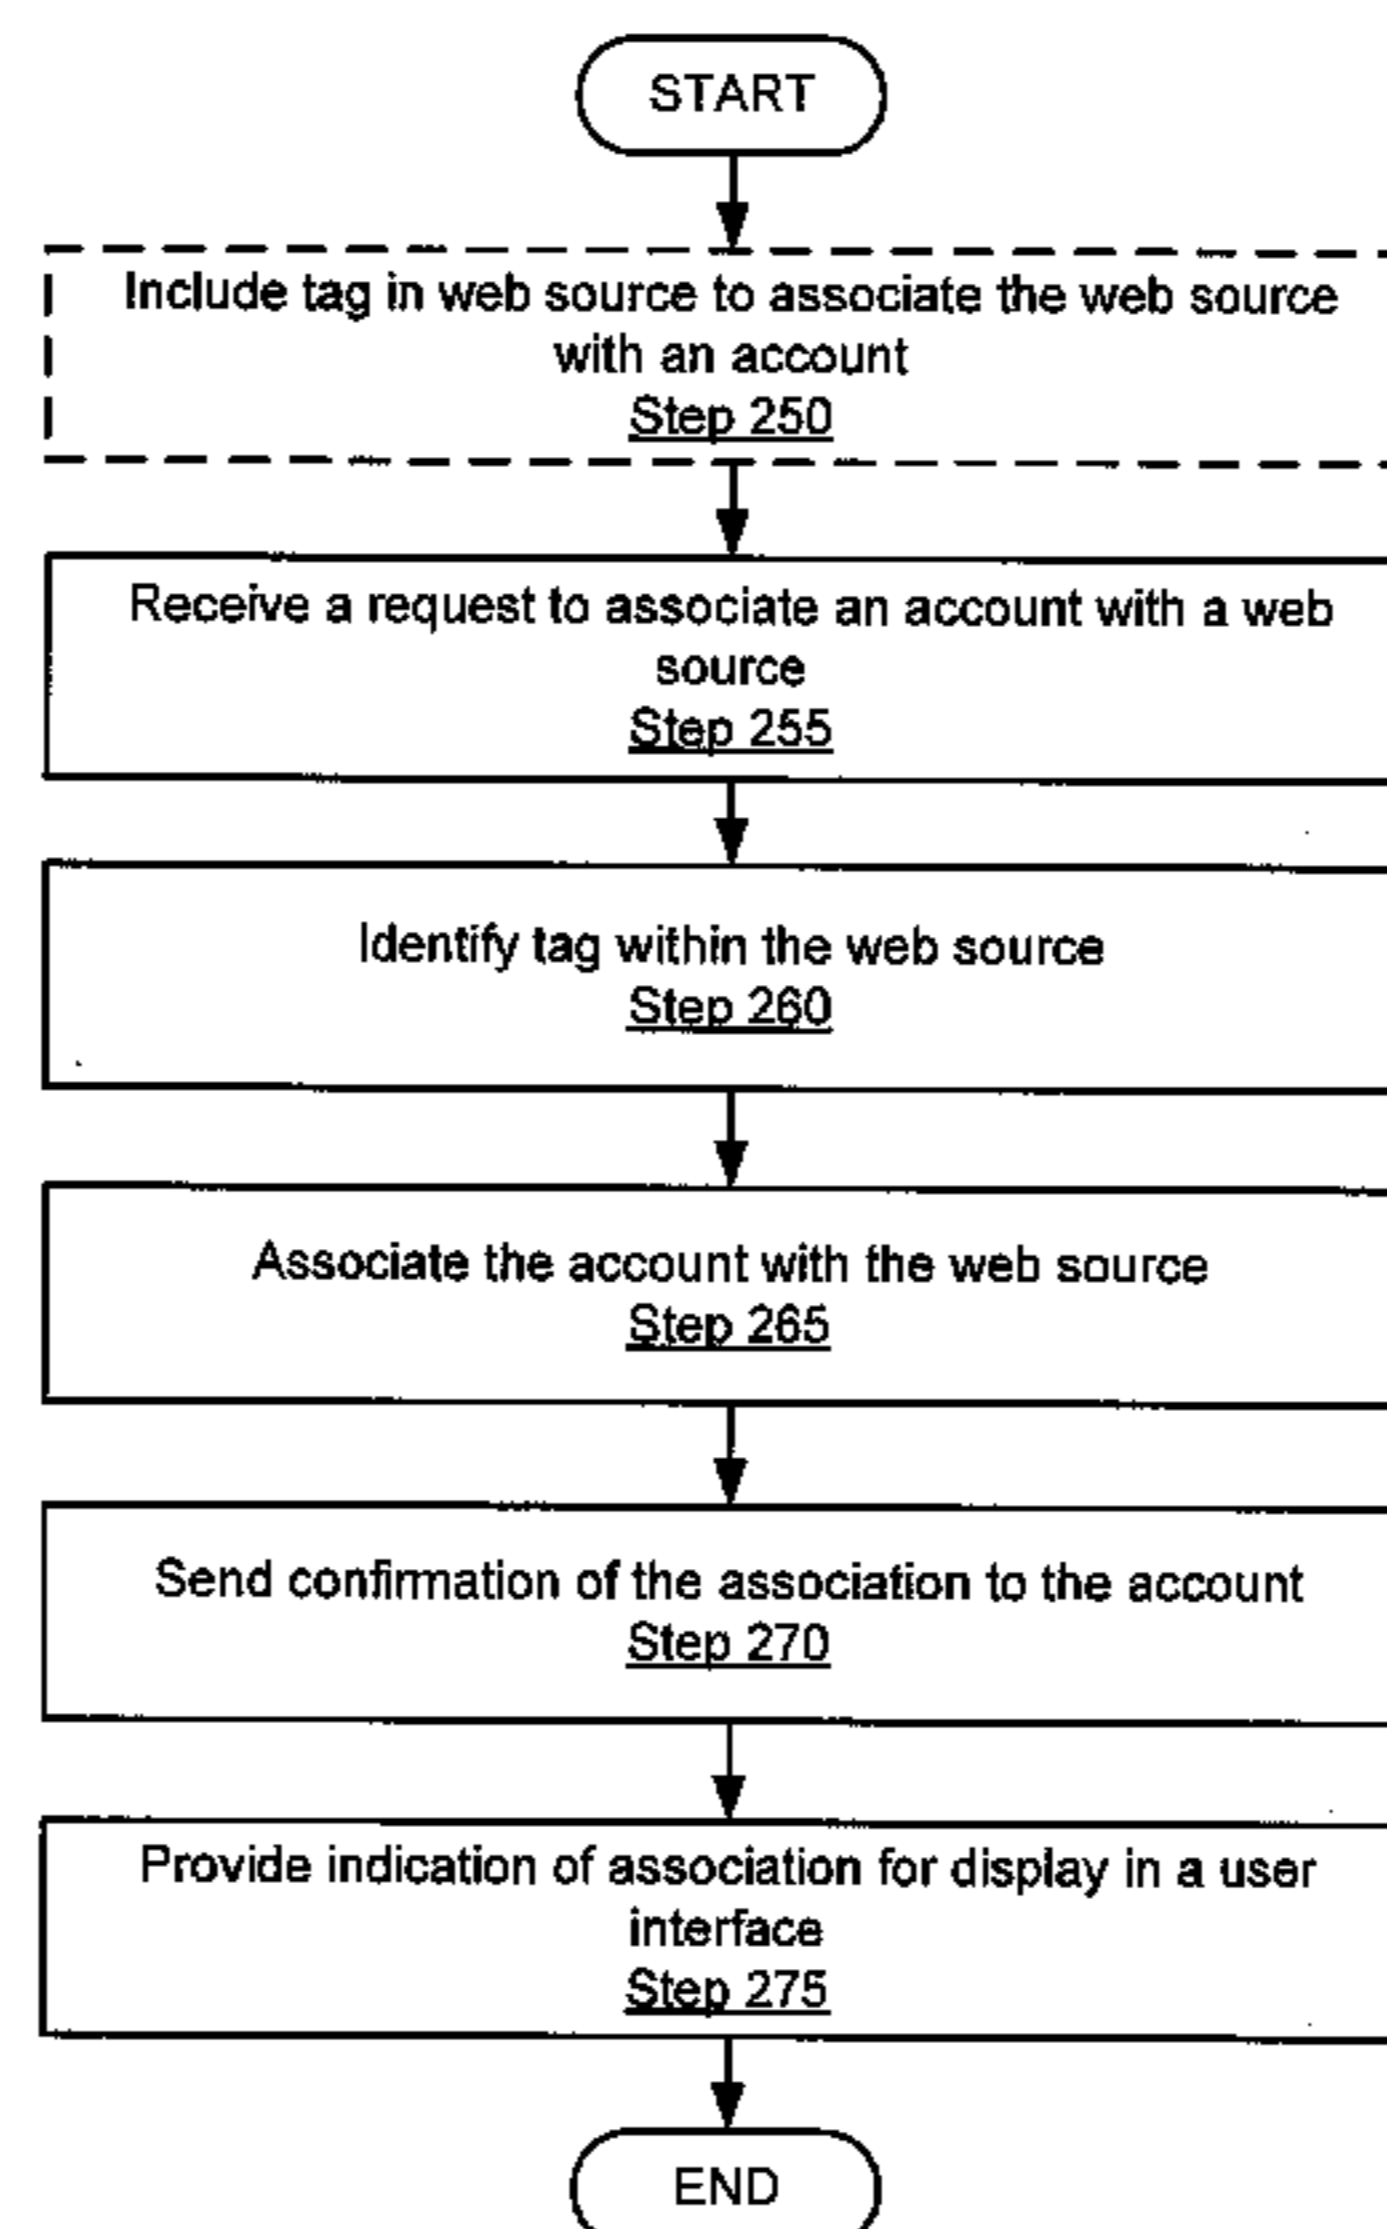 START
Include tag in web source to associate the web source
with an account
Step 250
Receive a request to associate an account with a web
source
Step 255
Identify tag within the web source
Step 260
Associate the account with the web source
Step 265
Send confirmation of the association to the account
Step 270
Provide indication of association for display in a user
interface
Step 275
END